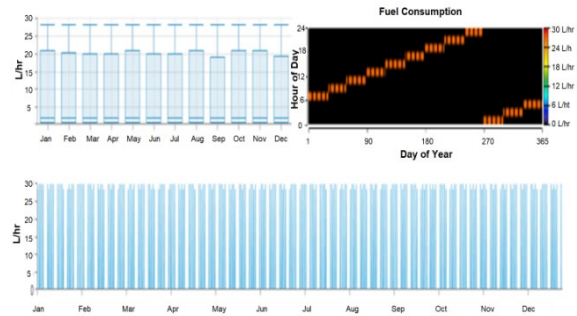 Fuel Consumption
L/hr
30
25
20
15
10
5
Jan Feb Mar Apr May Jun Jul Aug Sep Oct Nov Dec
Hour of Day
24
18
12
6
0
1 90 180 270 365
Day of Year
30 L/hr
24 L/hr
18 L/h
12 L/hr
6 L/ht
0 L/hr
L/hr
30
25
20
15
10
5
0
Jan Feb Mar Apr May Jun Jul Aug Sep Oct Nov Dec